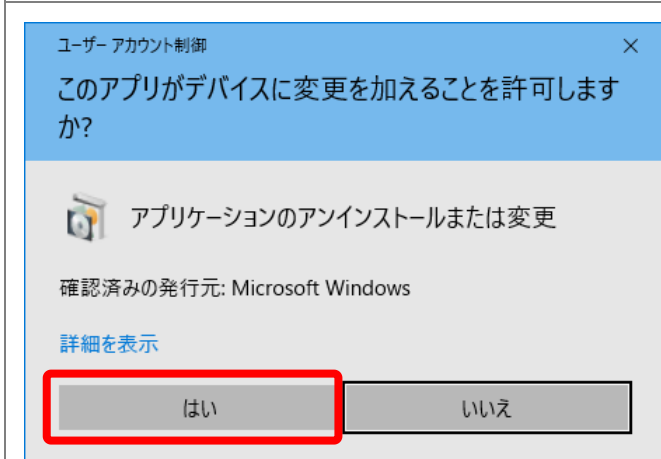 ユーザー アカウント制御
このアプリがデバイスに変更を加えることを許可します
か?
アプリケーションのアンインストールまたは変更
確認済みの発行元: Microsoft Windows
詳細を表示
はい
いいえ